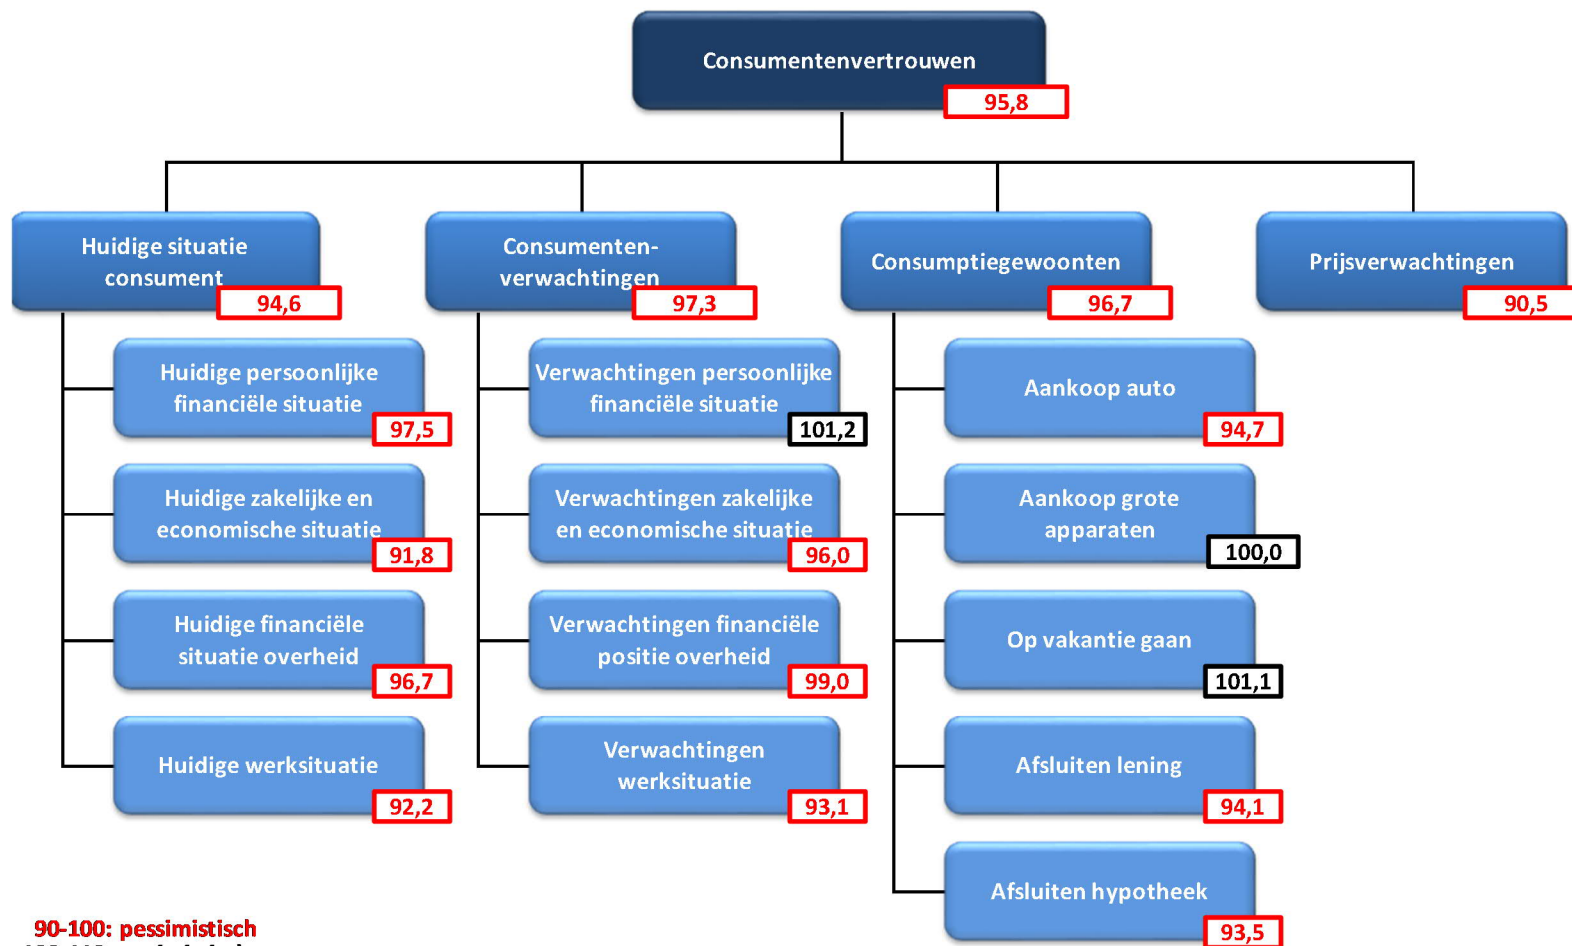 Consumentenvertrouwen
95,8
Huidige situatie
consument
94,6
Consumenten-
verwachtingen
97,3
Consumptiegewoonten
96,7
Prijsverwachtingen
90,5
Huidige persoonlijke
financiële situatie
97,5
Huidige zakelijke en
economische situatie
91,8
Huidige financiële
situatie overheid
96,7
Huidige werksituatie
92,2
Verwachtingen persoonlijke
financiële situatie
101,2
Verwachtingen zakelijke
en economische situatie
96,0
Verwachtingen financiële
positie overheid
99,0
Verwachtingen
werksituatie
93,1
Aankoop auto
94,7
Aankoop grote
apparaten
100,0
Op vakantie gaan
101,1
Afsluiten lening
94,1
Afsluiten hypotheek
93,5
90-100: pessimistisch